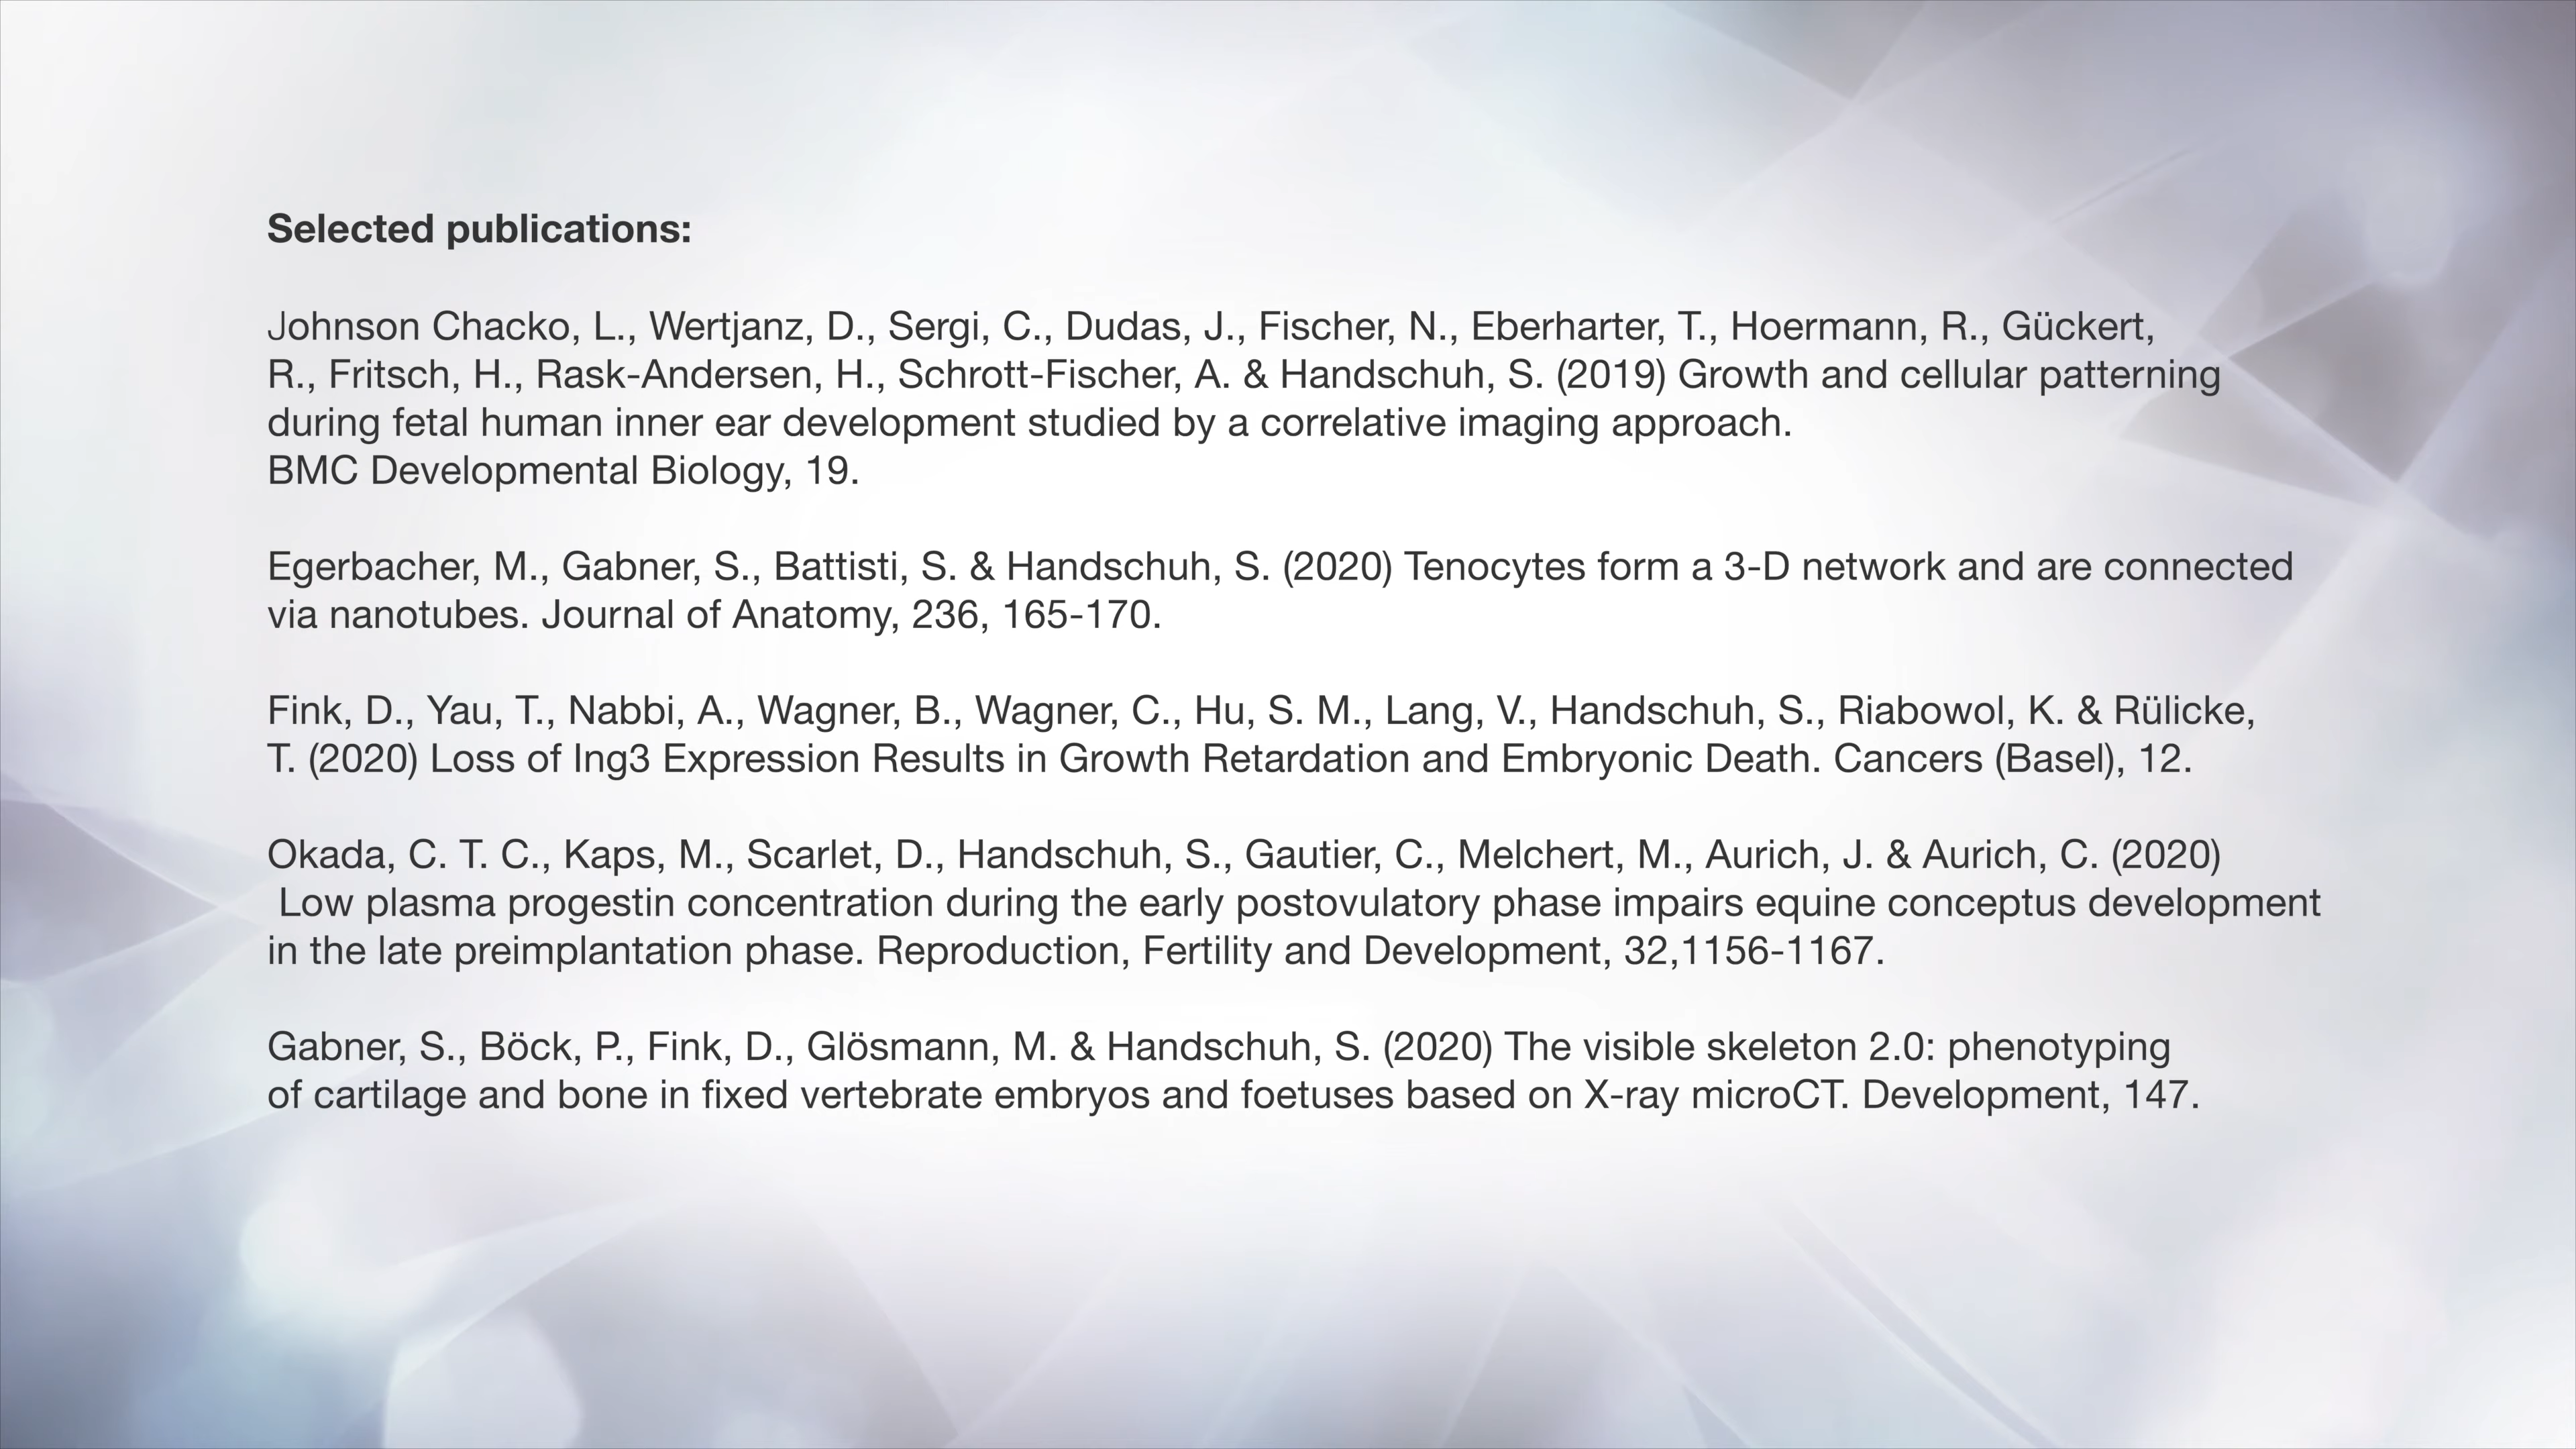 Selected publications:
Johnson Chacko, L., Wertjanz, D., Sergi, C., Dudas, J., Fischer, N., Eberharter, T., Hoermann, R., Gückert,
R., Fritsch, H., Rask-Andersen, H., Schrott-Fischer, A. & Handschuh, S. (2019) Growth and cellular patterning
during fetal human inner ear development studied by a correlative imaging approach.
BMC Developmental Biology, 19.
Egerbacher, M., Gabner, S., Battisti, S. & Handschuh, S. (2020) Tenocytes form a 3-D network and are connected
via nanotubes. Journal of Anatomy, 236, 165-170.
Fink, D., Yau, T., Nabbi, A., Wagner, B., Wagner, C., Hu, S. M., Lang, V., Handschuh, S., Riabowol, K. & Rülicke,
T. (2020) Loss of Ing3 Expression Results in Growth Retardation and Embryonic Death. Cancers (Basel), 12.
Okada, C. T. C., Kaps, M., Scarlet, D., Handschuh, S., Gautier, C., Melchert, M., Aurich, J. & Aurich, C. (2020)
Low plasma progestin concentration during the early postovulatory phase impairs equine conceptus development
in the late preimplantation phase. Reproduction, Fertility and Development, 32,1156-1167.
Gabner, S., Böck, P., Fink, D., Glösmann, M. & Handschuh, S. (2020) The visible skeleton 2.0: phenotyping
of cartilage and bone in fixed vertebrate embryos and foetuses based on X-ray microCT. Development, 147.